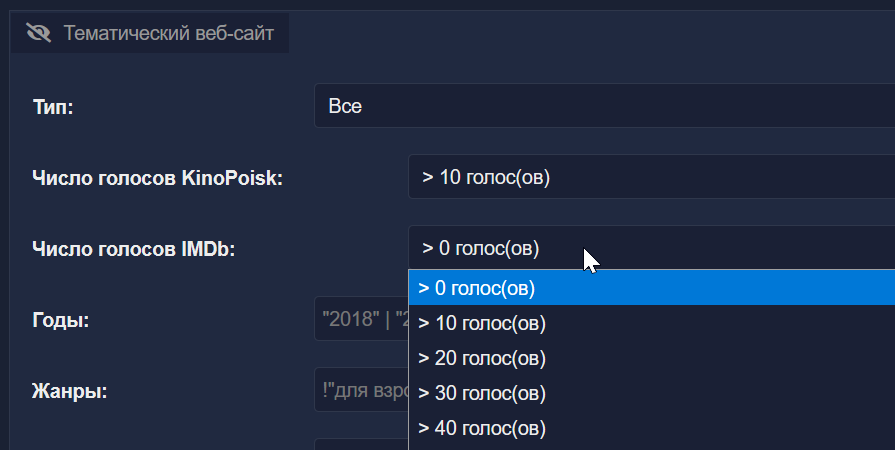 Тематический веб-сайт
Тип: Все
Число голосов KinoPoisk: > 10 голос(ов)
Число голосов IMDb: > 0 голос(ов)
> 0 голос(ов)
Годы: "2018" | "2
> 10 голос(ов)
> 20 голос(ов)
Жанры: !"для взро
> 30 голос(ов)
> 40 голос(ов)